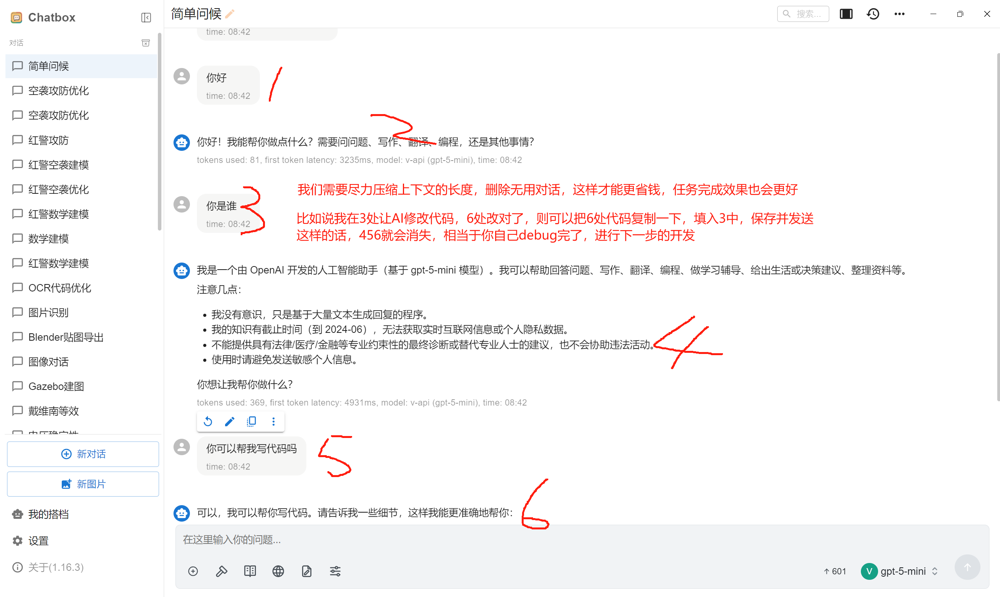 Chatbox
对话
简单问候
空袭攻防优化
空袭攻防优化
红警攻防
红警空袭建模
红警空袭优化
红警数学建模
数学建模
红警数学建模
OCR代码优化
图片识别
Blender贴图导出
图像对话
Gazebo建图
戴维南等效
新对话
新图片
我的搭档
设置
关于(1.16.3)
简单问候
搜索...
time: 08:42
你好
time: 08:42
1
2
你好！我能帮你做点什么？需要问问题、写作、翻译、编程，还是其他事情？
tokens used: 81, first token latency: 3235ms, model: v-api (gpt-5-mini), time: 08:42
你是谁
time: 08:42
3
我们需要尽力压缩上下文的长度，删除无用对话，这样才能更省钱，任务完成效果也会更好
比如说我在3处让AI修改代码，6处改对了，则可以把6处代码复制一下，填入3中，保存并发送
这样的话，456就会消失，相当于你自己debug完了，进行下一步的开发
我是一个由 OpenAI 开发的人工智能助手（基于 gpt-5-mini 模型）。我可以帮助回答问题、写作、翻译、编程、做学习辅导、给出生活或决策建议、整理资料等。
注意几点：
• 我没有意识，只是基于大量文本生成回复的程序。
• 我的知识有截止时间（到 2024-06），无法获取实时互联网信息或个人隐私数据。
• 不能提供具有法律/医疗/金融等专业约束性的最终诊断或替代专业人士的建议，也不会协助违法活动。
• 使用时请避免发送敏感个人信息。
4
你想让我帮你做什么？
tokens used: 369, first token latency: 4931ms, model: v-api (gpt-5-mini), time: 08:42
你可以帮我写代码吗
time: 08:42
5
可以，我可以帮你写代码。请告诉我一些细节，这样我能更准确地帮你：
6
在这里输入你的问题...
↑ 601
V gpt-5-mini